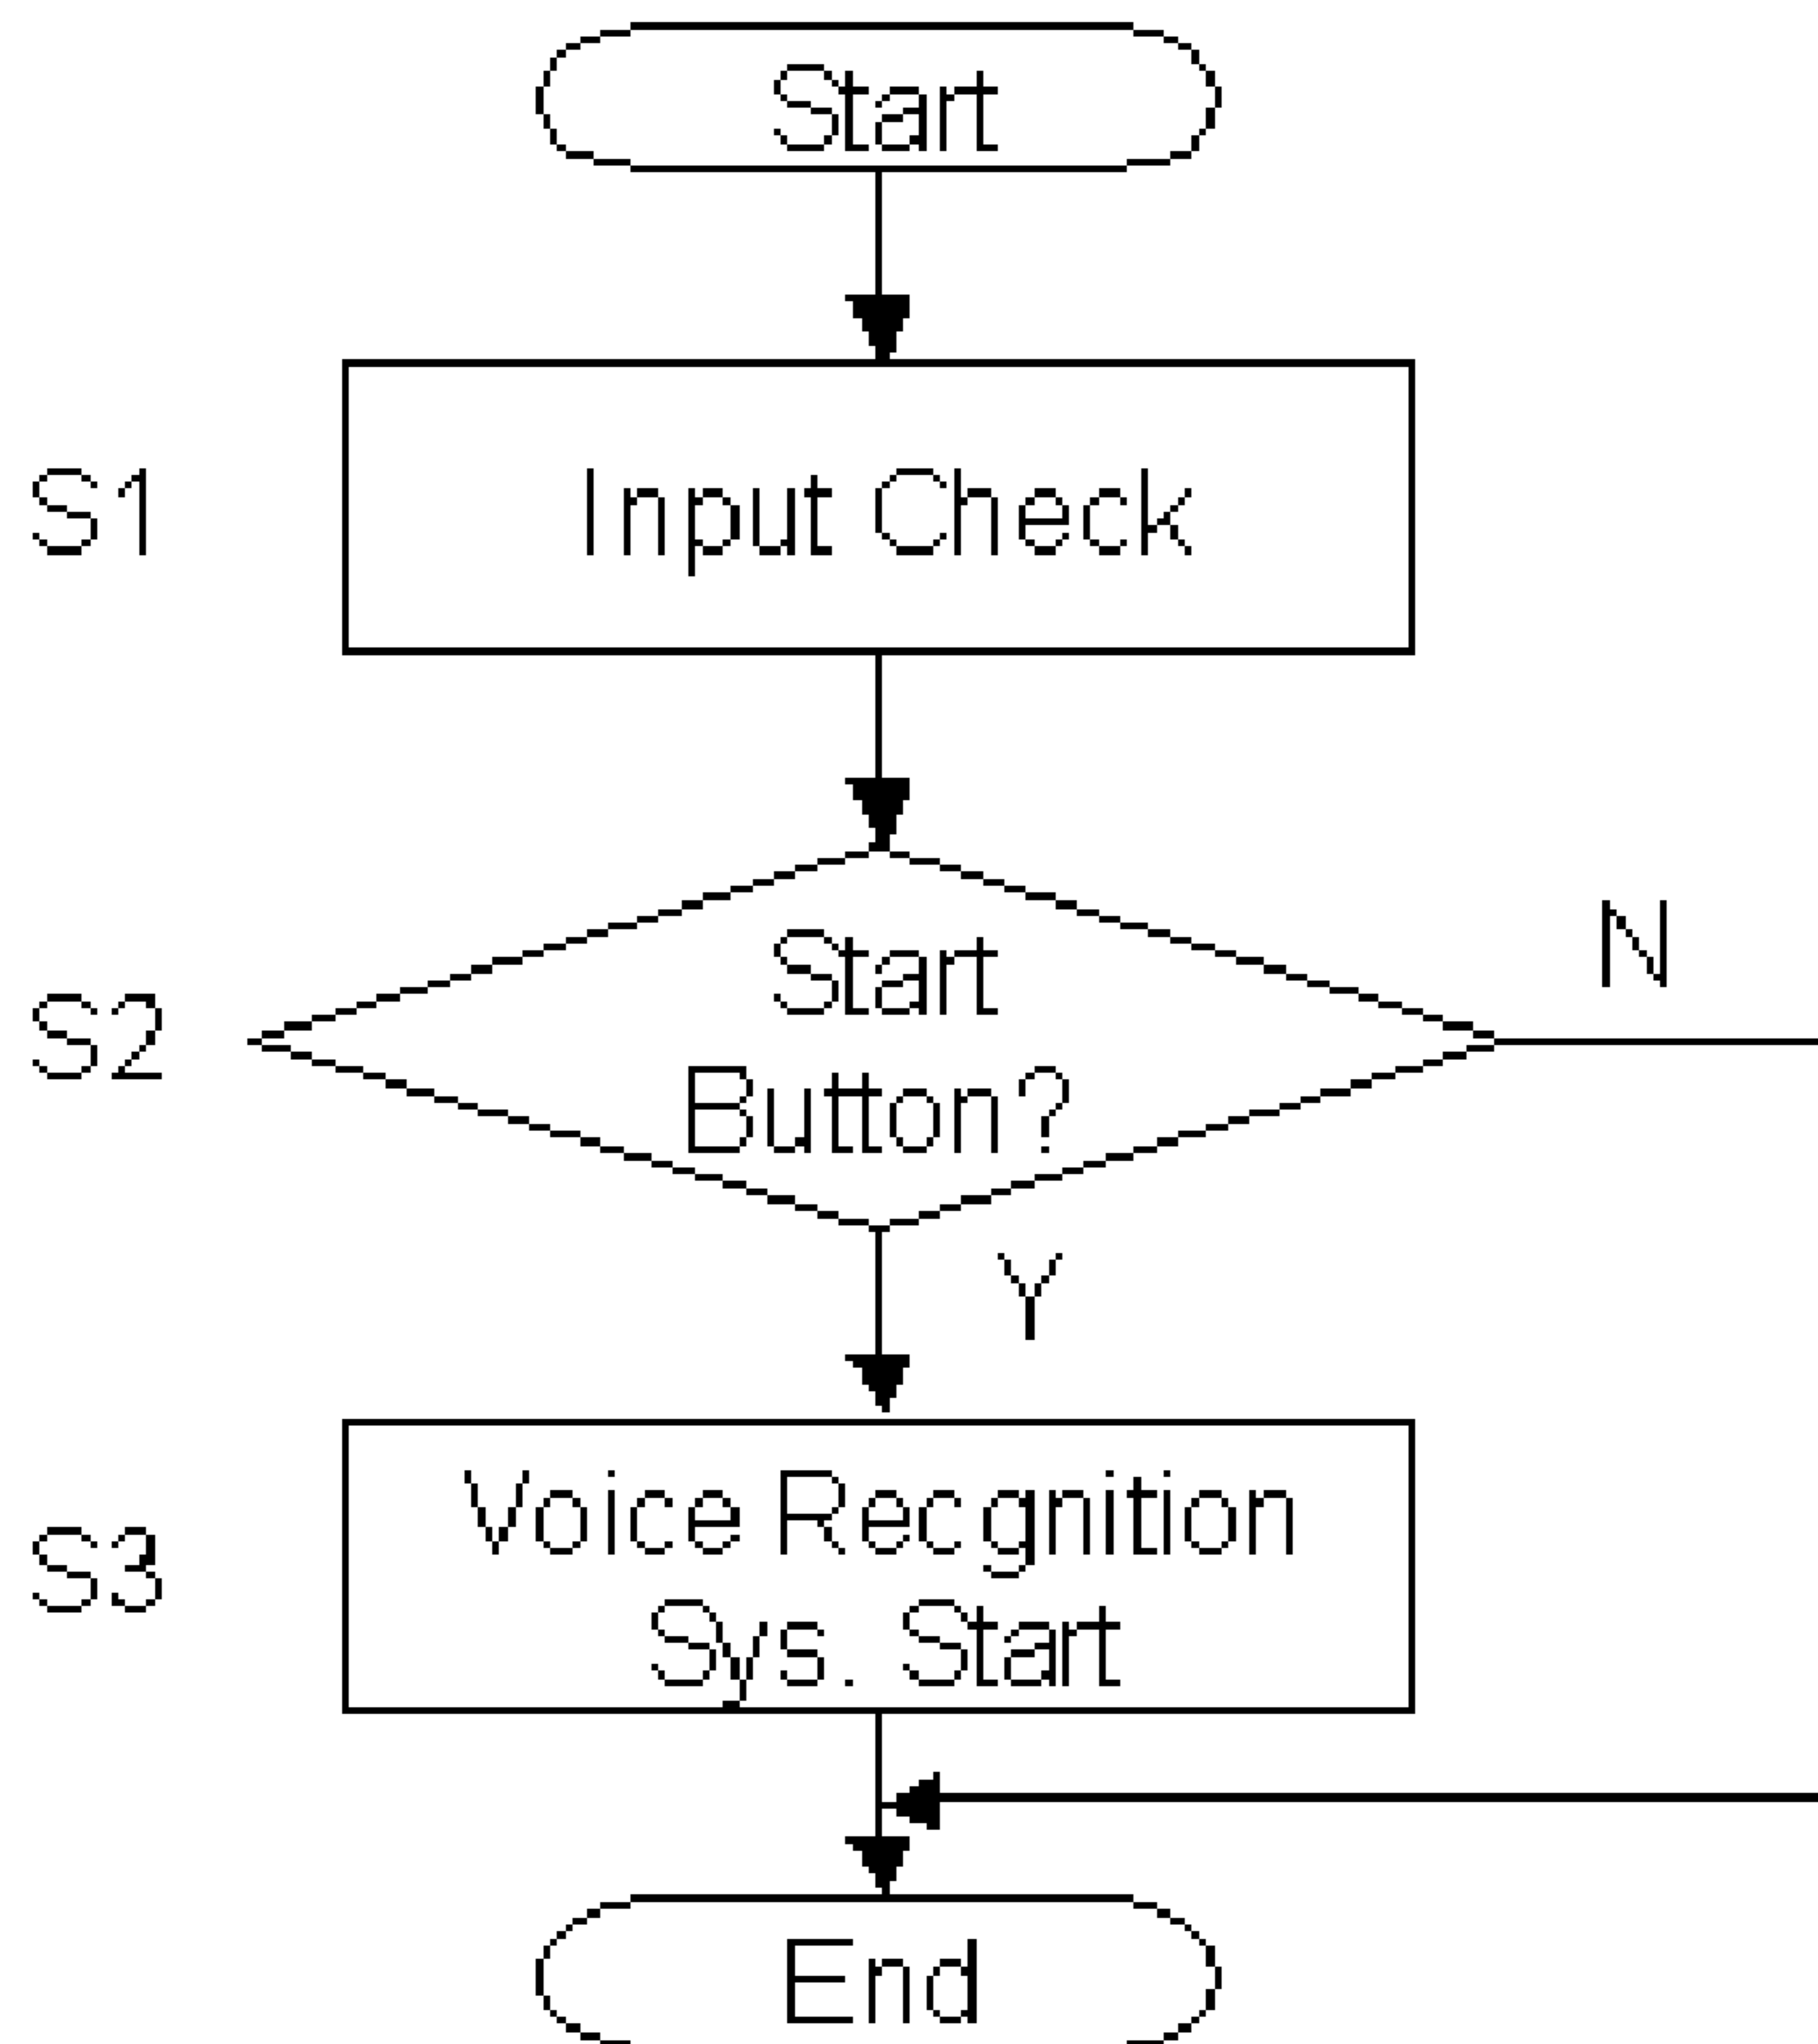 Start
S1
Input Check
N
Start
S2
Button?
Y
Voice Recgnition
S3
Sys. Start
End